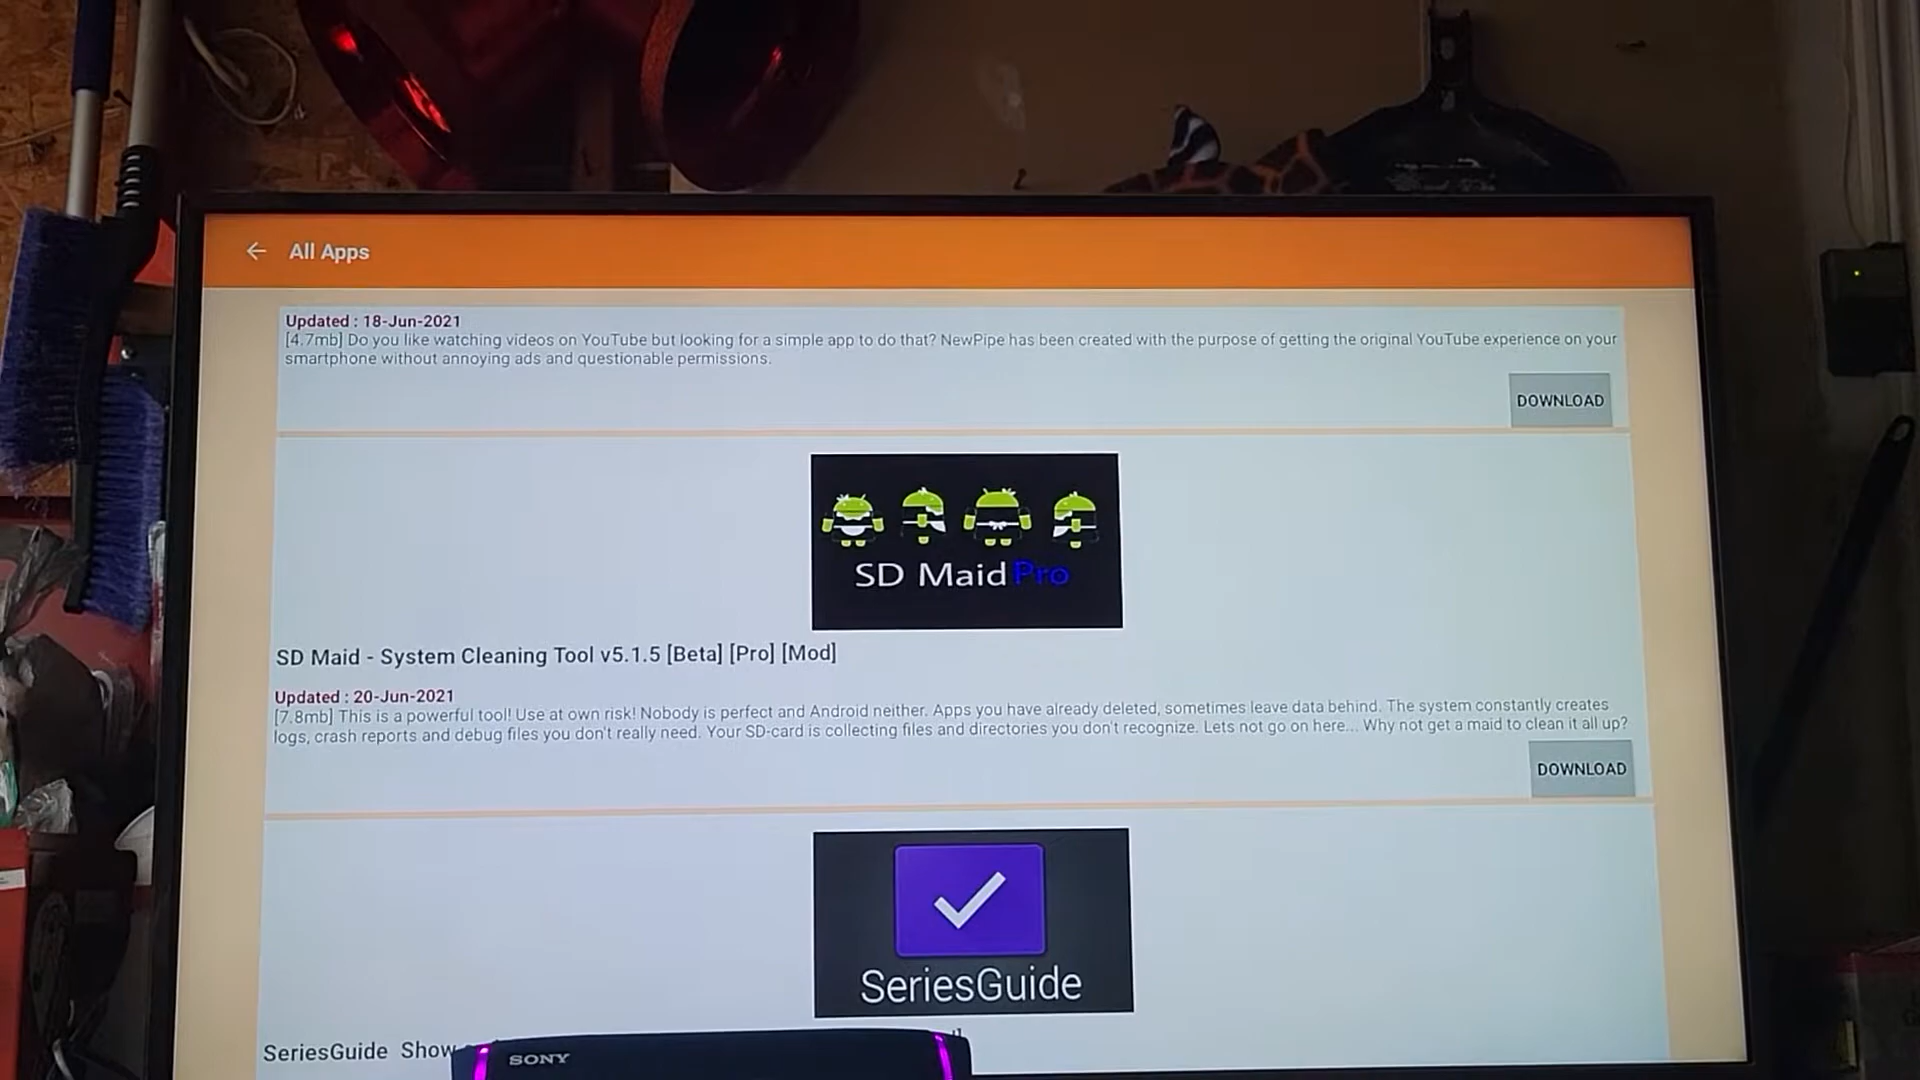 All Apps
Updated : 18-Jun-2021
[4.7mb] Do you like watching videos on YouTube but looking for a simple app to do that? NewPipe has been created with the purpose of getting the original YouTube experience on your
smartphone without annoying ads and questionable permissions.
DOWNLOAD
SD Maid Pro
SD Maid - System Cleaning Tool v5.1.5 [Beta] [Pro] [Mod]
Updated : 20-Jun-2021
[7.8mb] This is a powerful tool! Use at own risk! Nobody is perfect and Android neither. Apps you have already deleted, sometimes leave data behind. The system constantly creates
logs, crash reports and debug files you don't really need. Your SD-card is collecting files and directories you don't recognize. Lets not go on here... Why not get a maid to clean it all up?
DOWNLOAD
SeriesGuide
SeriesGuide Show
SONY